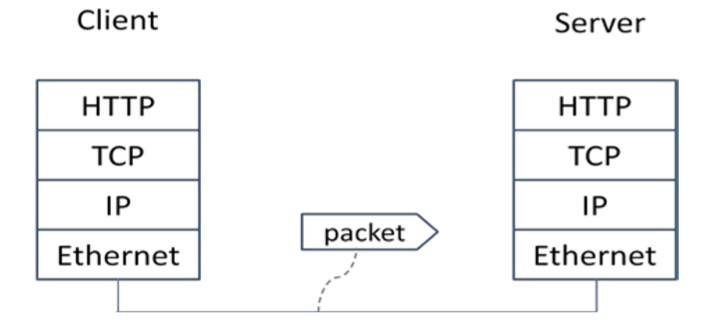 Client
Server
HTTP
TCP
IP
Ethernet
packet
HTTP
TCP
IP
Ethernet